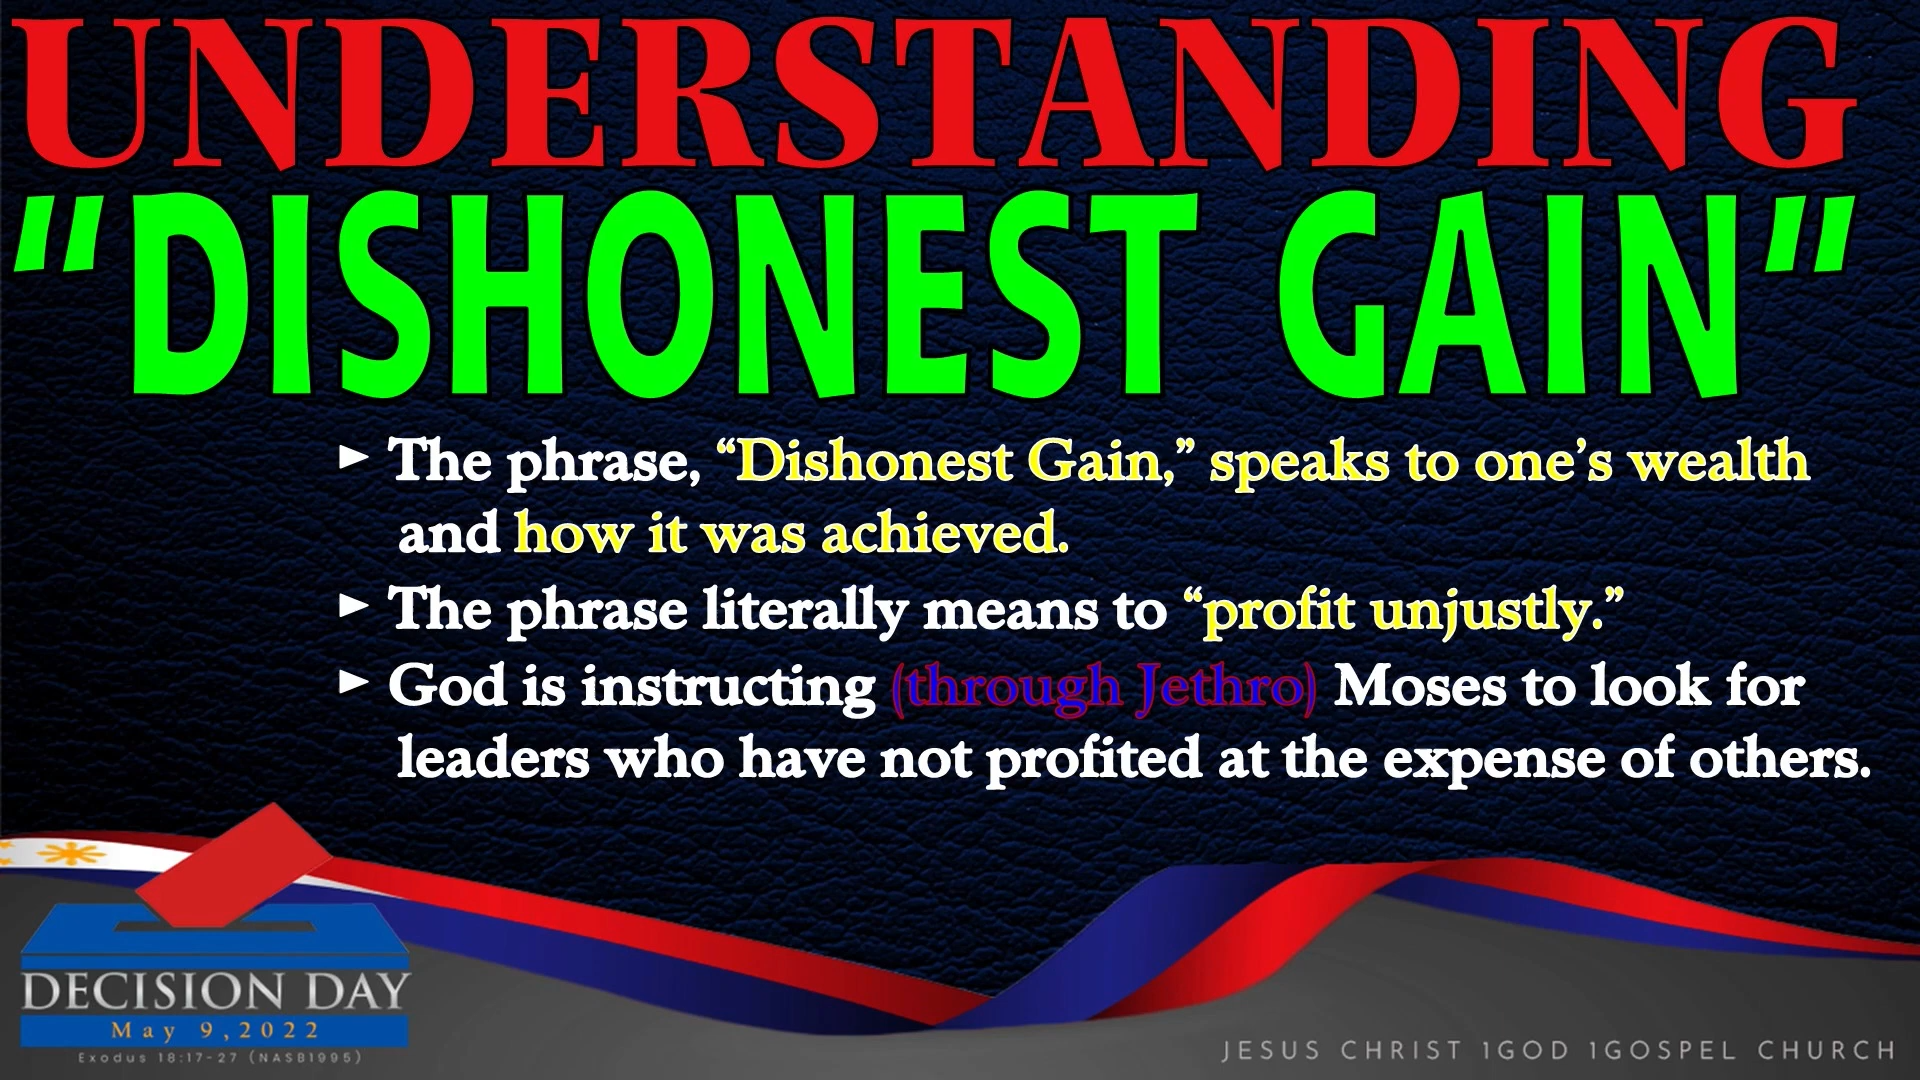 UNDERSTANDING
“DISHONEST GAIN”
► The phrase, “Dishonest Gain,” speaks to one’s wealth
and how it was achieved.
► The phrase literally means to “profit unjustly.”
► God is instructing (through Jethro) Moses to look for
leaders who have not profited at the expense of others.
DECISION DAY
May 9,2022
Exodus 18:17-27 (NASB1995)
JESUS CHRIST 1GOD 1GOSPEL CHURCH